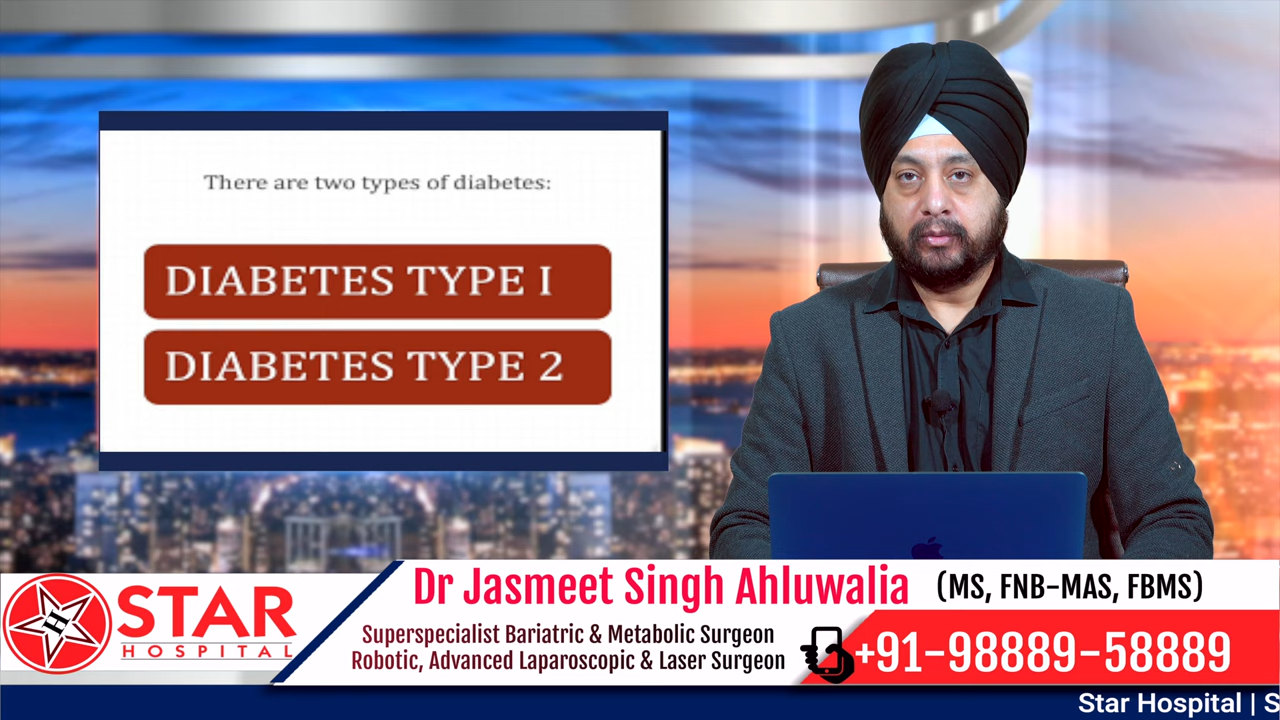 There are two types of diabetes:
DIABETES TYPE I
DIABETES TYPE 2
H
STAR
HOSPITAL
Dr Jasmeet Singh Ahluwalia (MS, FNB-MAS, FBMS)
Superspecialist Bariatric & Metabolic Surgeon
Robotic, Advanced Laparoscopic & Laser Surgeon
+91-98889-58889
Star Hospital | S